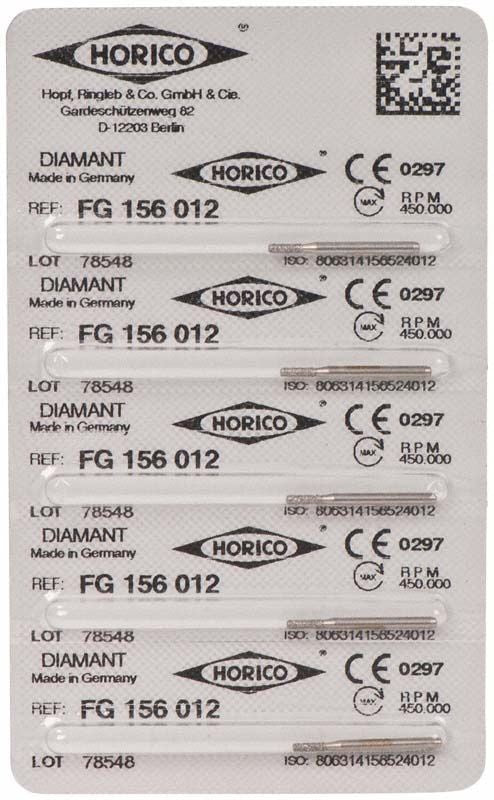 HORICO ®
Hopf, Ringleb & Co. GmbH & Cie.
Gardeschützenweg 82
D-12203 Berlin
DIAMANT HORICO ® CE 0297
Made in Germany
REF: FG 156 012 MAX RPM
450.000
LOT 78548 ISO: 806314156524012
DIAMANT HORICO ® CE 0297
Made in Germany
REF: FG 156 012 MAX RPM
450.000
LOT 78548 ISO: 806314156524012
DIAMANT HORICO ® CE 0297
Made in Germany
REF: FG 156 012 MAX RPM
450.000
LOT 78548 ISO: 806314156524012
DIAMANT HORICO ® CE 0297
Made in Germany
REF: FG 156 012 MAX RPM
450.000
LOT 78548 ISO: 806314156524012
DIAMANT HORICO ® CE 0297
Made in Germany
REF: FG 156 012 MAX RPM
450.000
LOT 78548 ISO: 806314156524012